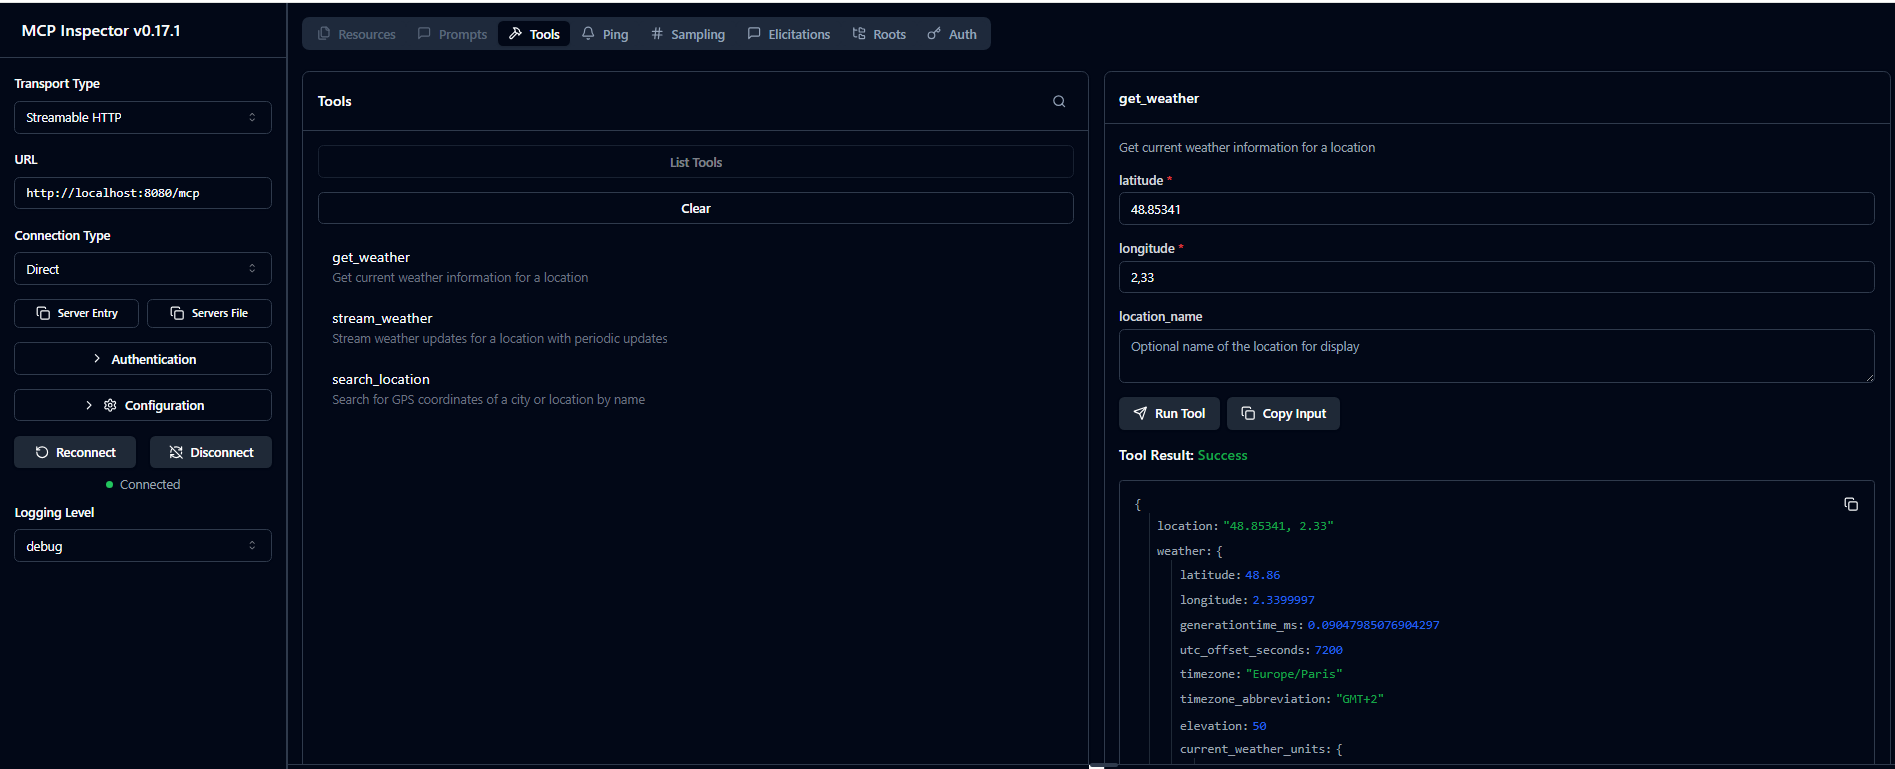 MCP Inspector v0.17.1
Transport Type
Streamable HTTP
URL
http://localhost:8080/mcp
Connection Type
Direct
Server Entry
Servers File
Authentication
Configuration
Reconnect
Disconnect
Connected
Logging Level
debug
Resources
Prompts
Tools
Ping
Sampling
Elicitations
Roots
Auth
Tools
List Tools
Clear
get_weather
Get current weather information for a location
stream_weather
Stream weather updates for a location with periodic updates
search_location
Search for GPS coordinates of a city or location by name
get_weather
Get current weather information for a location
latitude *
48.85341
longitude *
2,33
location_name
Optional name of the location for display
Run Tool
Copy Input
Tool Result: Success
{
location: "48.85341, 2.33"
weather: {
latitude: 48.86
longitude: 2.3399997
generationtime_ms: 0.09047985076904297
utc_offset_seconds: 7200
timezone: "Europe/Paris"
timezone_abbreviation: "GMT+2"
elevation: 50
current_weather_units: {